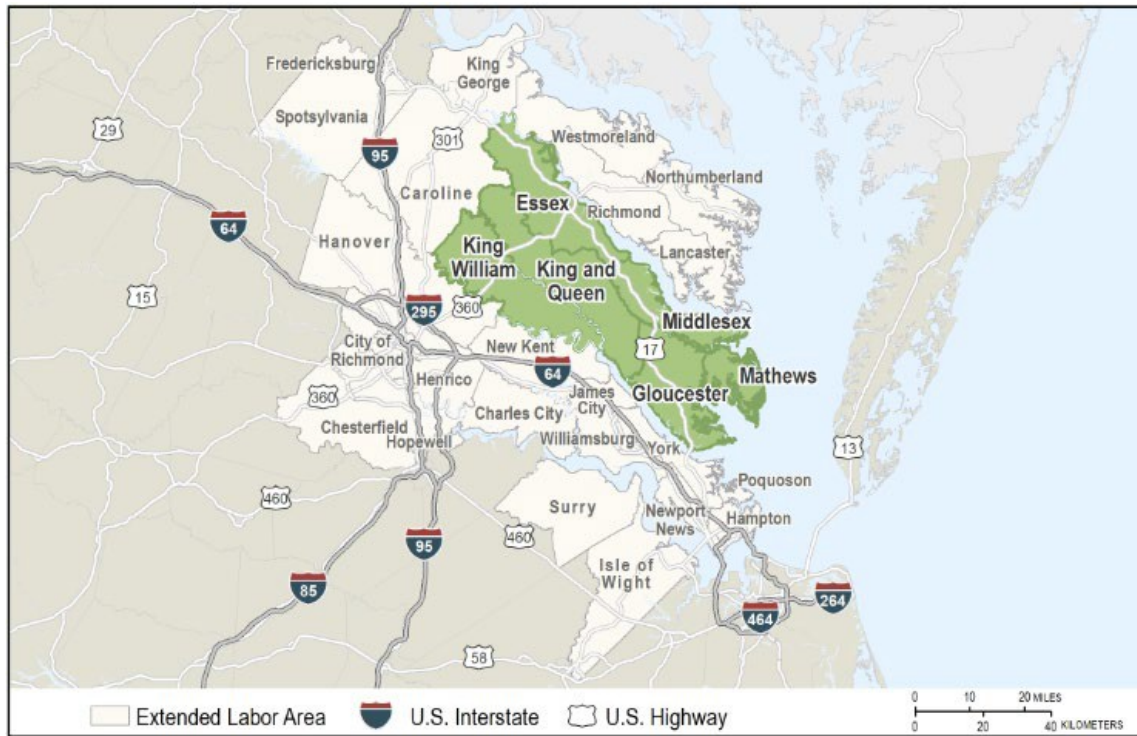 Fredericksburg
King
George
Spotsylvania
29
95
301
Westmoreland
Caroline
Northumberland
Essex
Richmond
64
Hanover
King
William
King and
Queen
Lancaster
15
295
360
Middlesex
City of
Richmond
New Kent
17
Mathews
64
Henrico
James
City
Gloucester
360
Charles City
Chesterfield
Hopewell
Williamsburg
York
13
Poquoson
460
Surry
Newport
News
Hampton
95
460
Isle of
Wight
85
264
464
58
Extended Labor Area
U.S. Interstate
U.S. Highway
0 10 20 MILES
0 20 40 KILOMETERS